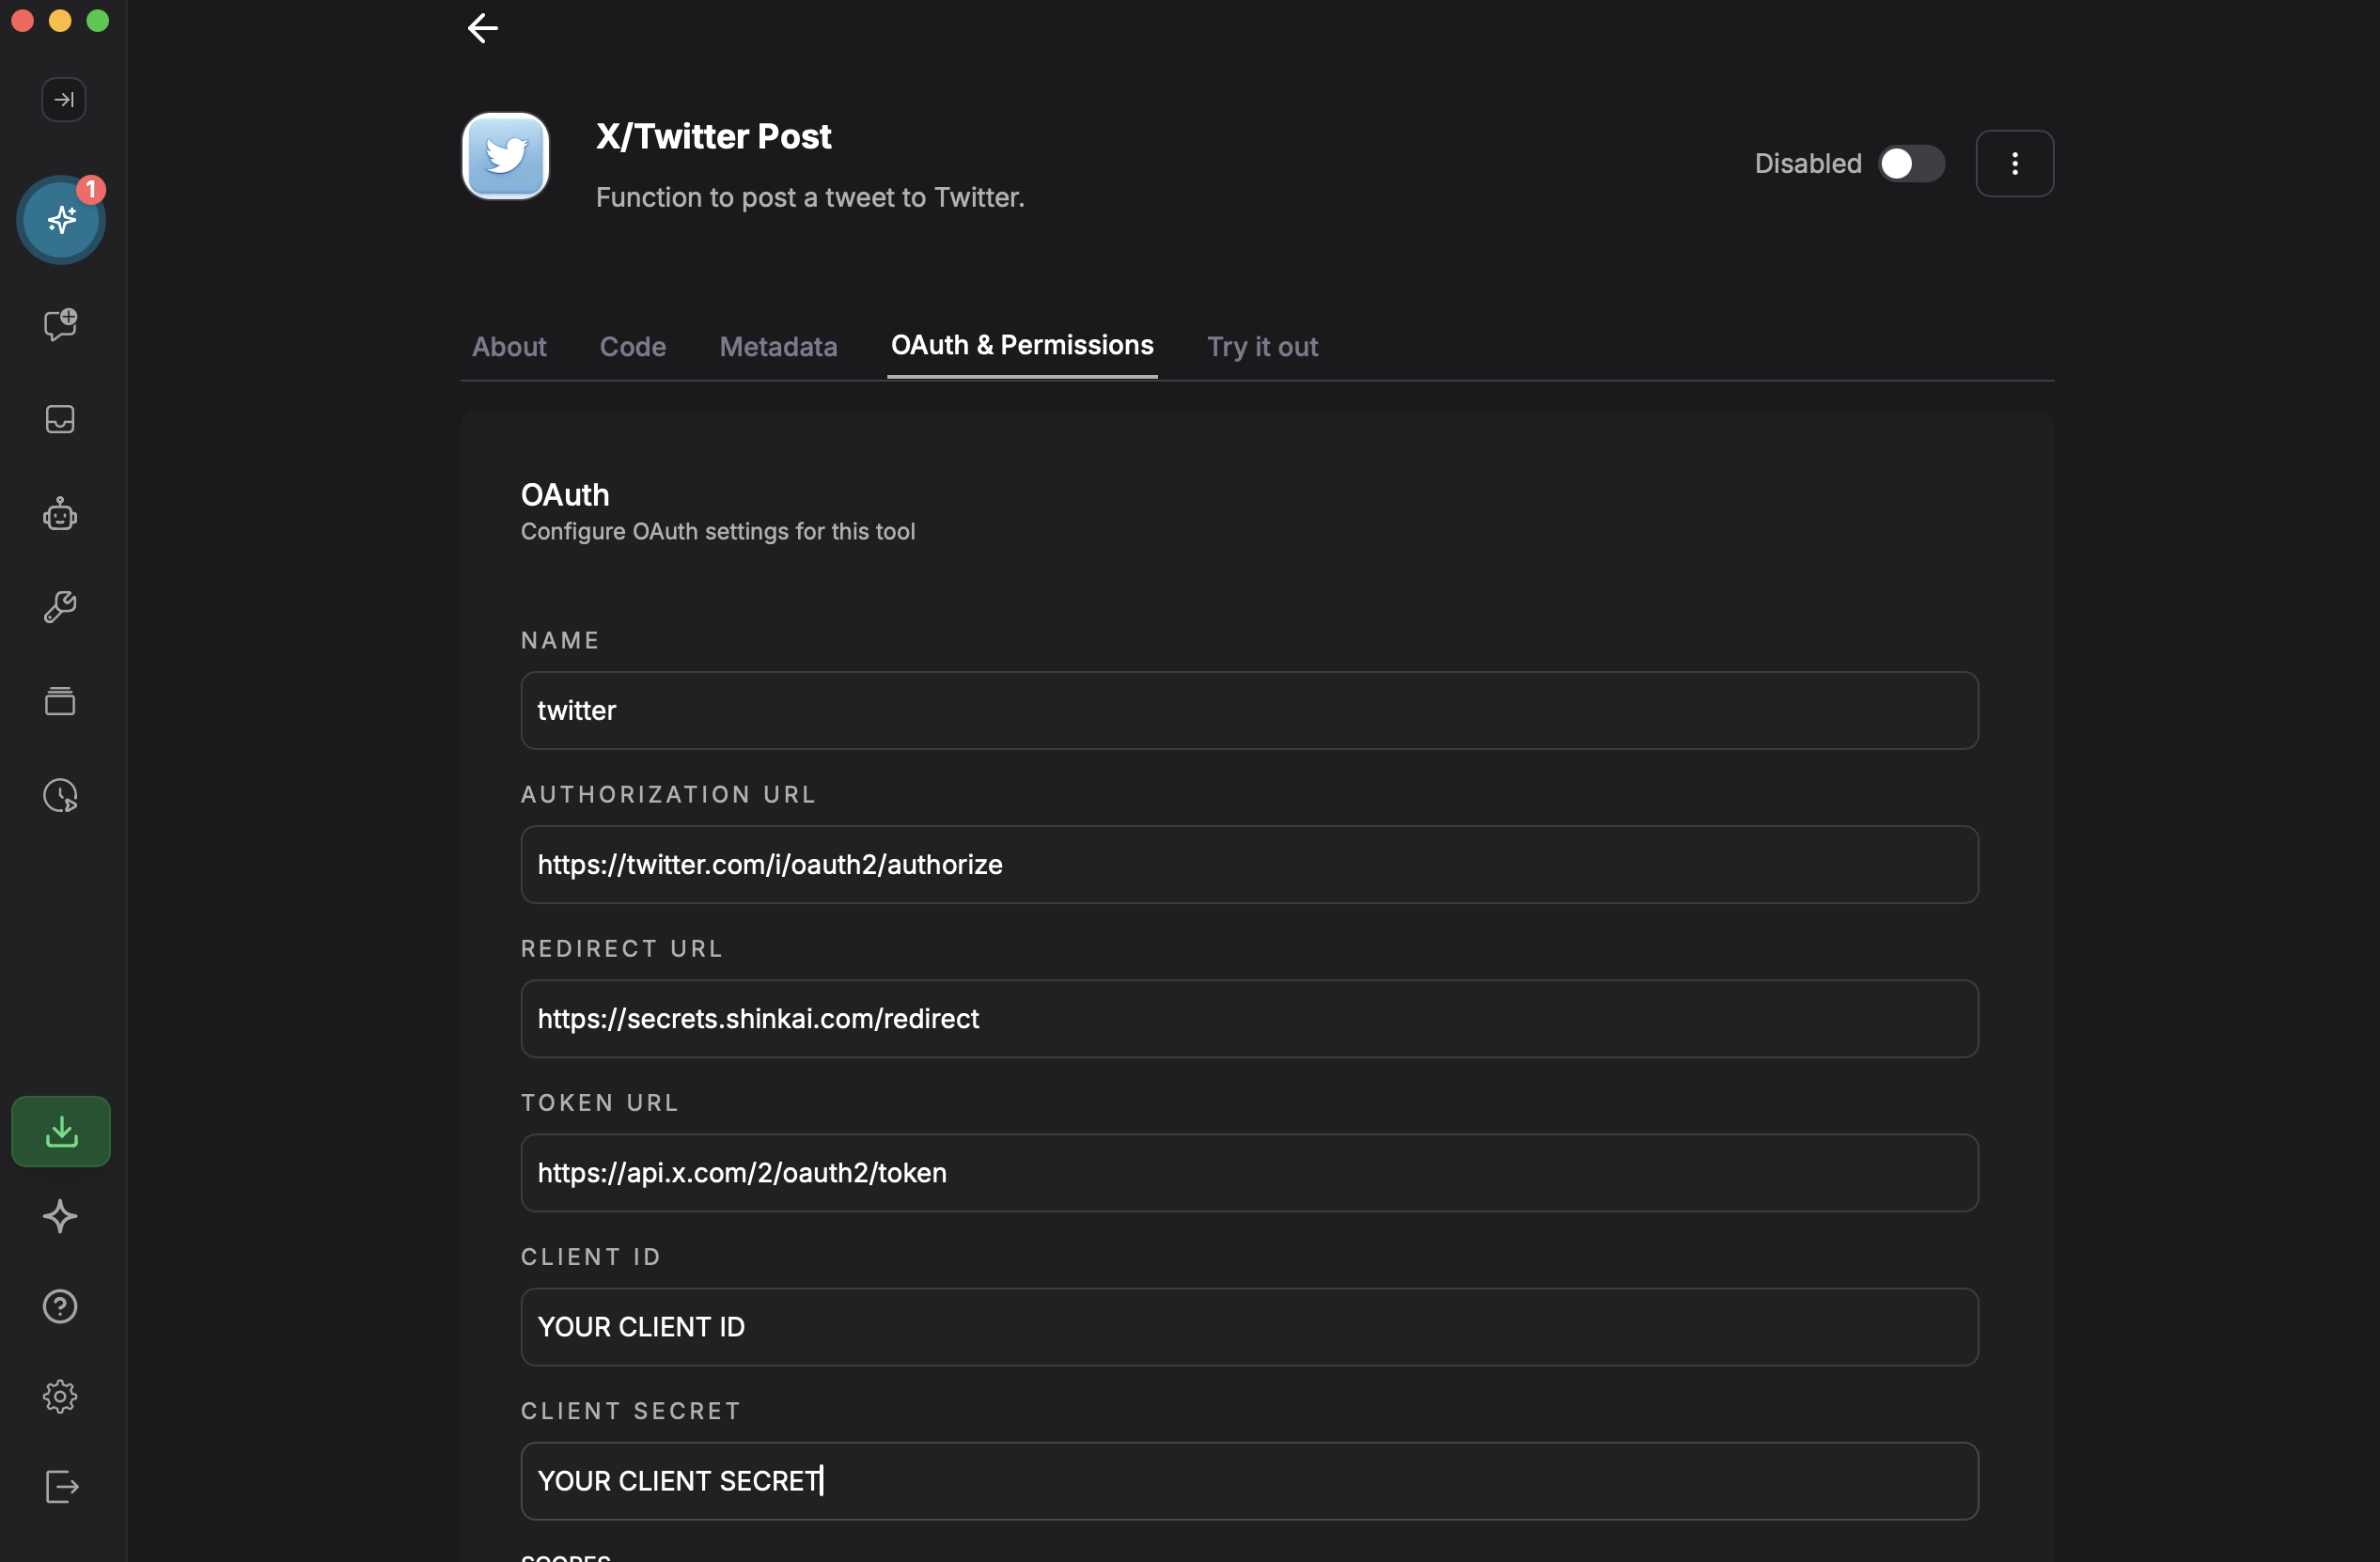 X/Twitter Post
Function to post a tweet to Twitter.
Disabled
1
About Code Metadata OAuth & Permissions Try it out
OAuth
Configure OAuth settings for this tool
NAME
twitter
AUTHORIZATION URL
https://twitter.com/i/oauth2/authorize
REDIRECT URL
https://secrets.shinkai.com/redirect
TOKEN URL
https://api.x.com/2/oauth2/token
CLIENT ID
YOUR CLIENT ID
CLIENT SECRET
YOUR CLIENT SECRET
SCOPES